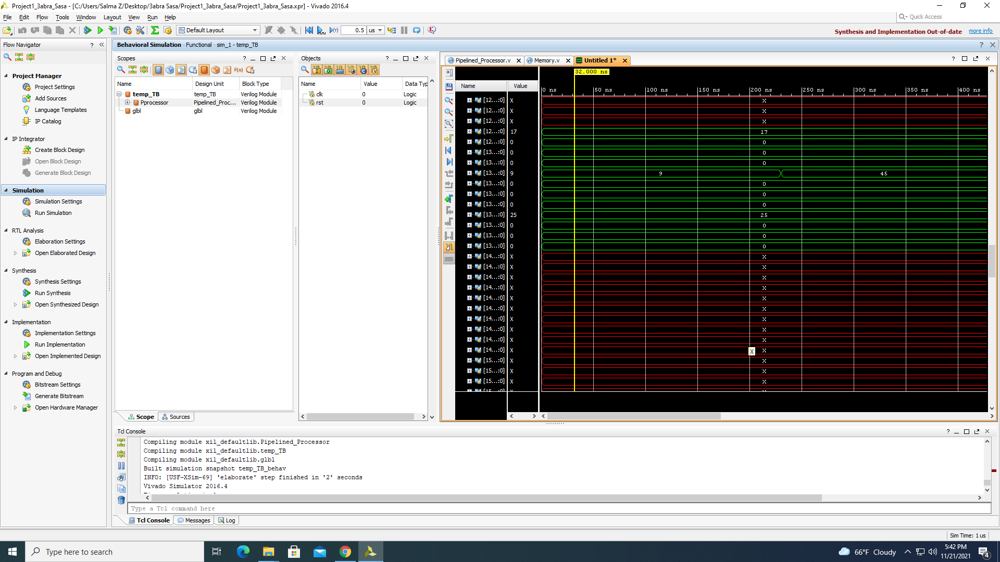 Project1_3abra_Sasa - [C:/Users/Salma Z/Desktop/3abra Sasa/Project1_3abra_Sasa/Project1_3abra_Sasa.xpr] - Vivado 2016.4
File Edit Flow Tools Window Layout View Run Help
Quick Access
Default Layout
0.5 us
Synthesis and Implementation Out-of-date more info
Flow Navigator
Project Manager
Project Settings
Add Sources
Language Templates
IP Catalog
IP Integrator
Create Block Design
Open Block Design
Generate Block Design
Simulation
Simulation Settings
Run Simulation
RTL Analysis
Elaboration Settings
Open Elaborated Design
Synthesis
Synthesis Settings
Run Synthesis
Open Synthesized Design
Implementation
Implementation Settings
Run Implementation
Open Implemented Design
Program and Debug
Bitstream Settings
Generate Bitstream
Open Hardware Manager
Behavioral Simulation - Functional - sim_1 - temp_TB
Scopes
Name Design Unit Block Type
temp_TB temp_TB Verilog Module
Pprocessor Pipelined_Proc... Verilog Module
glbl glbl Verilog Module
Scope Sources
Objects
Name Value Data Typ
clk 0 Logic
rst 0 Logic
Pipelined_Processor.v Memory.v Untitled 1*
32.000 ns
Name Value
0 ns 50 ns 100 ns 150 ns 200 ns 250 ns 300 ns 350 ns 400 ns
[12...:0] X X
[12...:0] X X
[12...:0] X X
[12...:0] 17 17
[12...:0] 0 0
[13...:0] 0 0
[13...:0] 0 0
[13...:0] 9 9 45
[13...:0] 0 0
[13...:0] 0 0
[13...:0] 0 0
[13...:0] 25 25
[13...:0] 0 0
[13...:0] 0 0
[13...:0] 0 0
[14...:0] X X
[14...:0] X X
[14...:0] X X
[14...:0] X X
[14...:0] X X
[14...:0] X X
[14...:0] X X
[14...:0] X X
[14...:0] X X
[14...:0] X X X
[15...:0] X X
[15...:0] X X
[15...:0] X X
Tcl Console
Compiling module xil_defaultlib.Pipelined_Processor
Compiling module xil_defaultlib.temp_TB
Compiling module xil_defaultlib.glbl
Built simulation snapshot temp_TB_behav
INFO: [USF-XSim-69] 'elaborate' step finished in '2' seconds
Vivado Simulator 2016.4
Type a Tcl command here
Tcl Console Messages Log
Sim Time: 1 us
Type here to search
66°F Cloudy
5:42 PM
11/21/2021
4